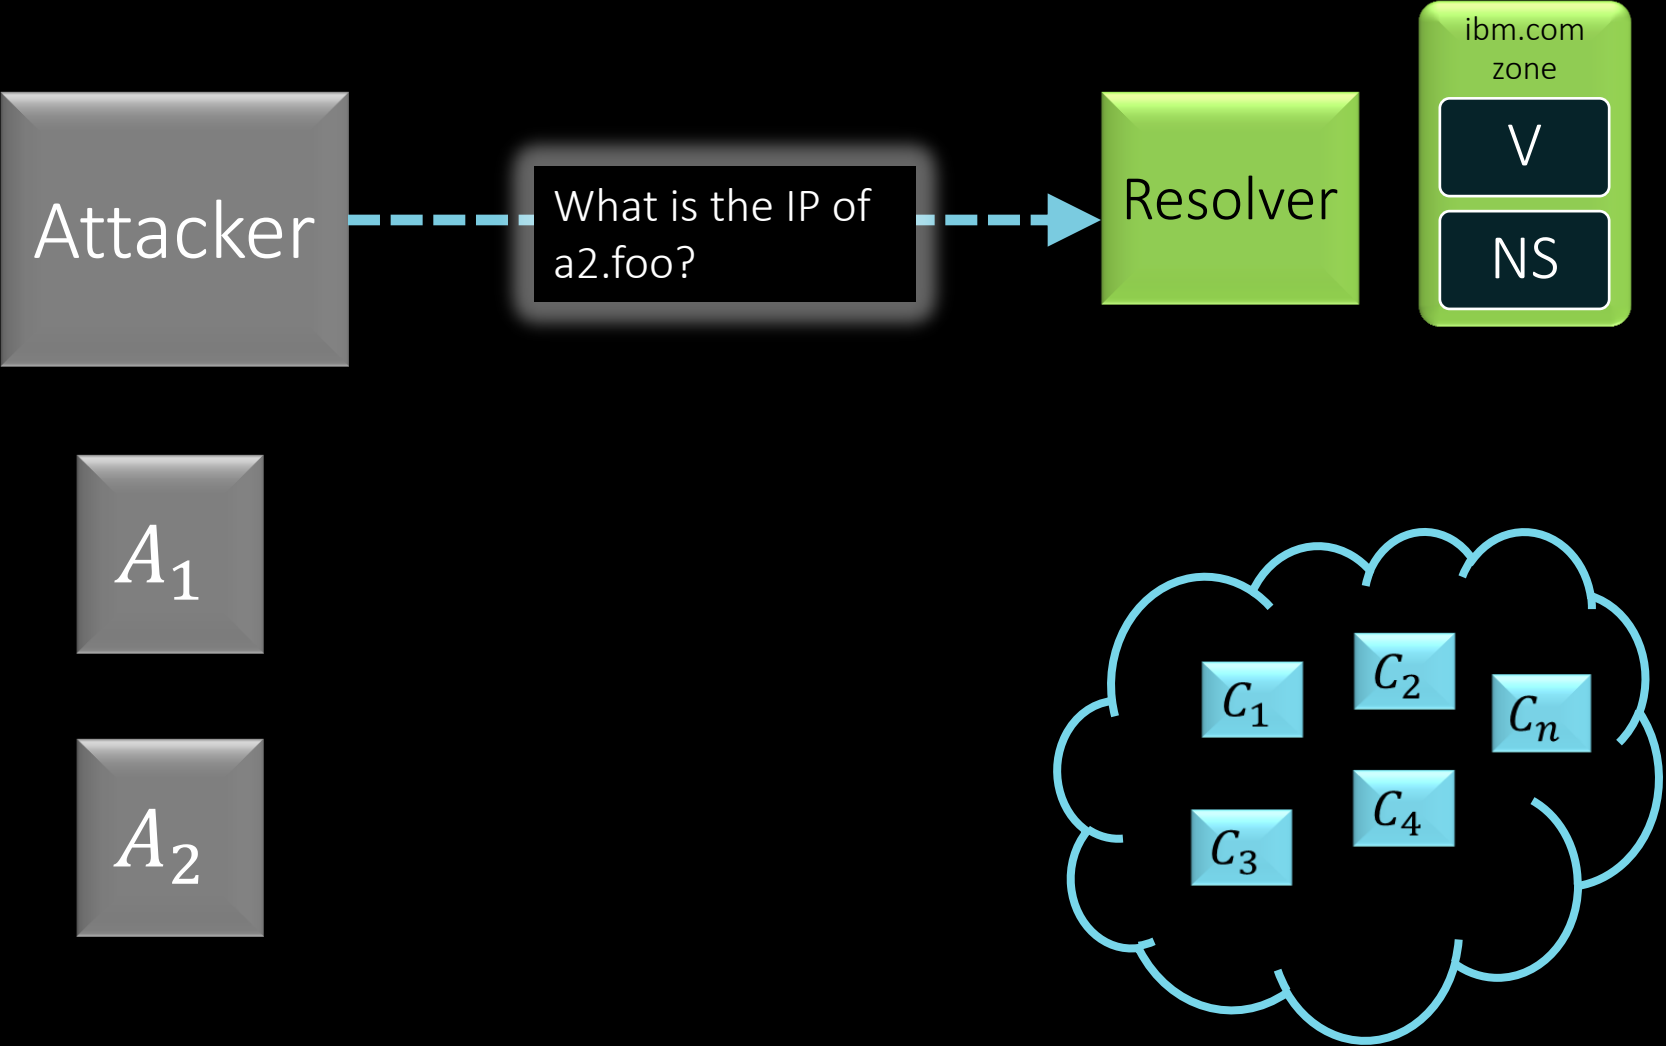 ibm.com
zone
V
NS
Attacker
What is the IP of
a2.foo?
Resolver
A₁
A₂
C₁
C₂
Cₙ
C₃
C₄